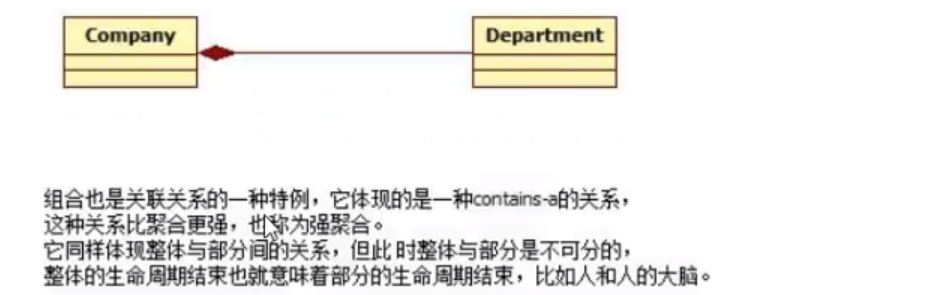 Company
Department
组合也是关联关系的一种特例，它体现的是一种contains-a的关系，
这种关系比聚合更强，也称为强聚合。
它同样体现整体与部分间的关系，但此时整体与部分是不可分的，
整体的生命周期结束也就意味着部分的生命周期结束，比如人和人的大脑。